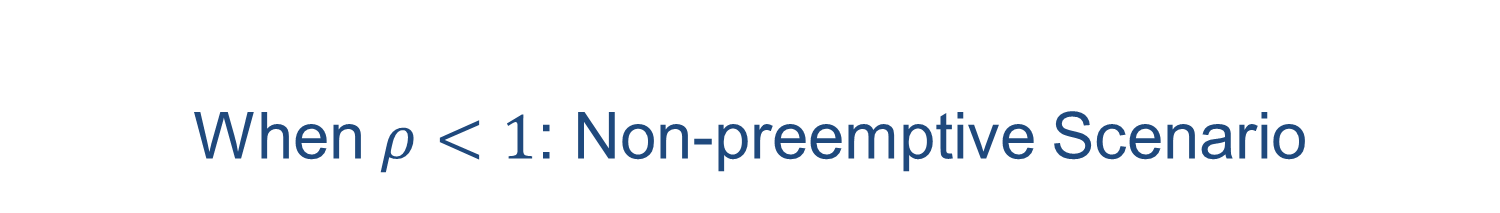 When 𝜌 < 1: Non-preemptive Scenario